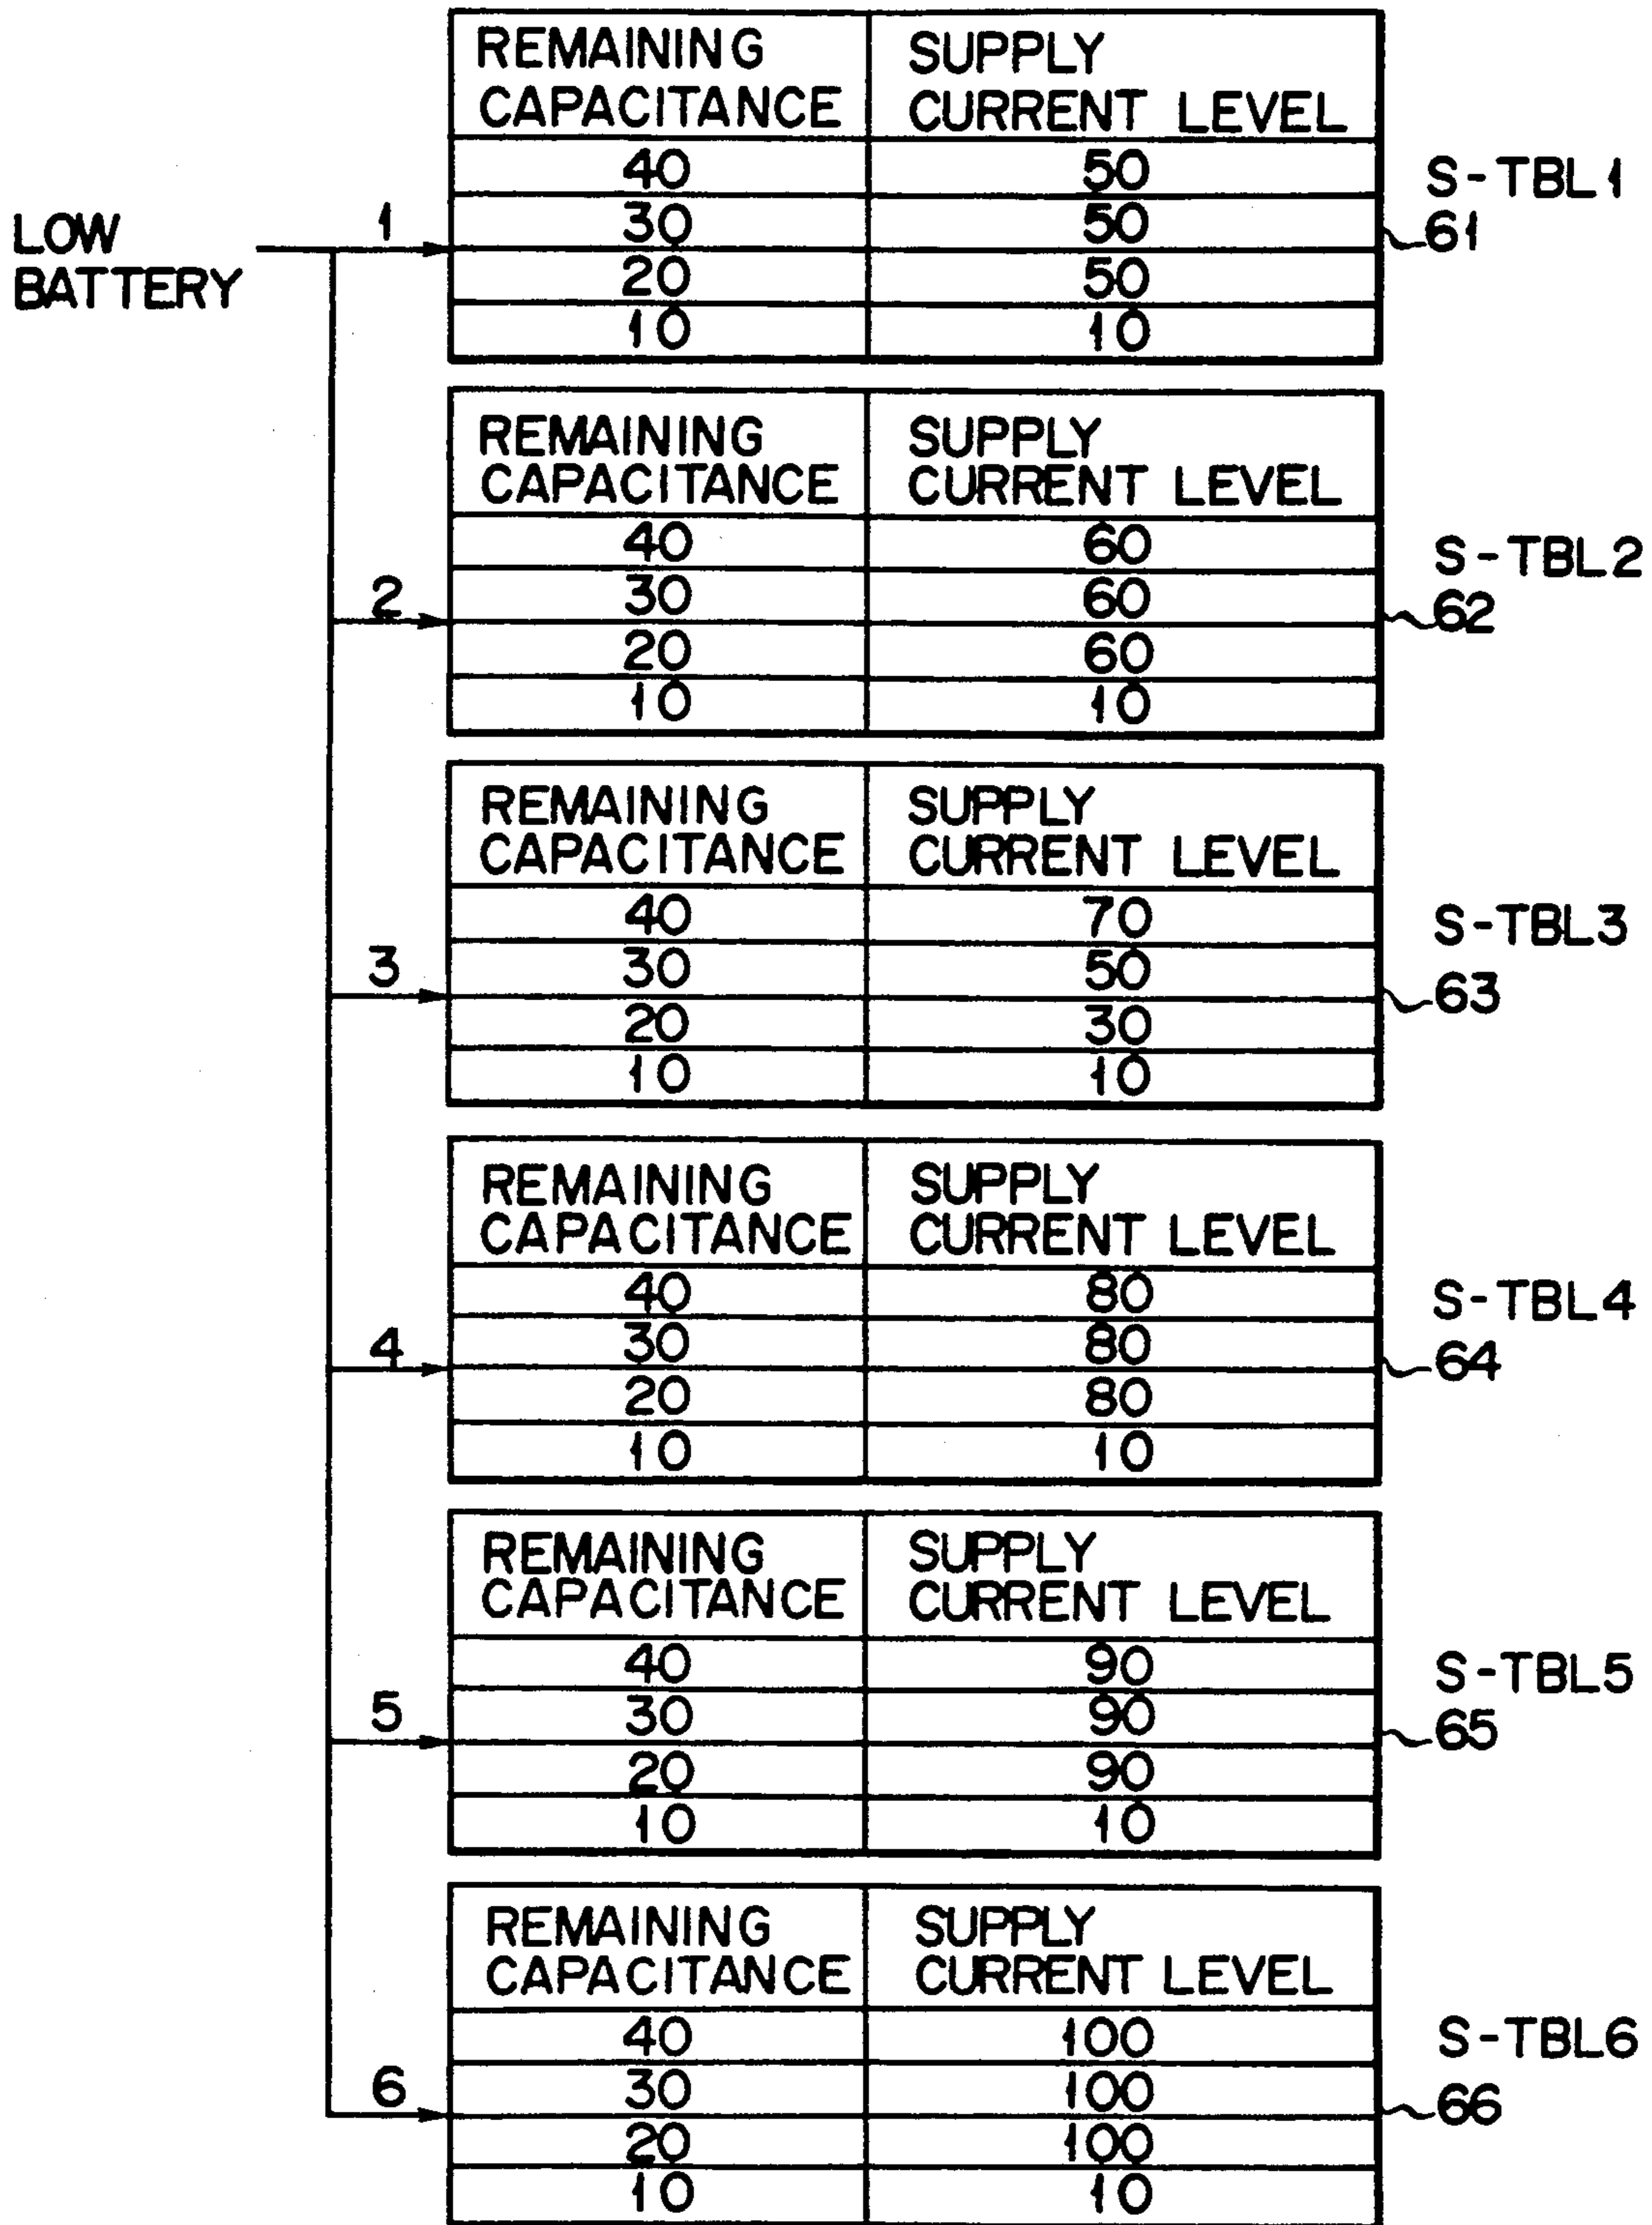 LOW
BATTERY
1
REMAINING CAPACITANCE SUPPLY CURRENT LEVEL
40 50
30 50
20 50
10 10
S-TBL1
61
2
REMAINING CAPACITANCE SUPPLY CURRENT LEVEL
40 60
30 60
20 60
10 10
S-TBL2
62
3
REMAINING CAPACITANCE SUPPLY CURRENT LEVEL
40 70
30 50
20 30
10 10
S-TBL3
63
4
REMAINING CAPACITANCE SUPPLY CURRENT LEVEL
40 80
30 80
20 80
10 10
S-TBL4
64
5
REMAINING CAPACITANCE SUPPLY CURRENT LEVEL
40 90
30 90
20 90
10 10
S-TBL5
65
6
REMAINING CAPACITANCE SUPPLY CURRENT LEVEL
40 100
30 100
20 100
10 10
S-TBL6
66